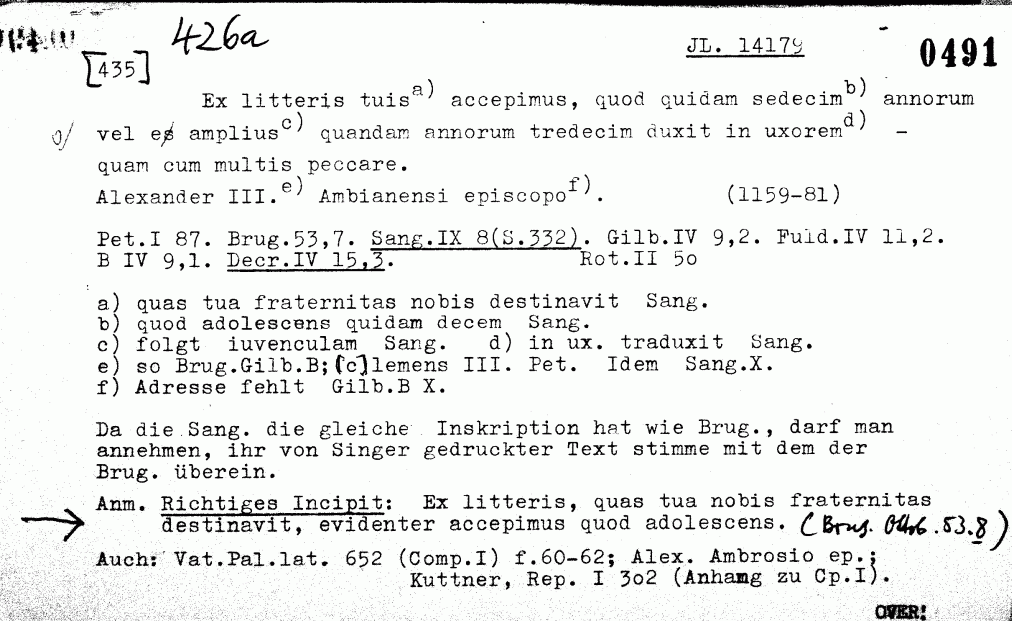 426a JL. 14179 0491
[435]
Ex litteris tuis a) accepimus, quod quidam sedecim b) annorum
vel eo amplius c) quandam annorum tredecim duxit in uxorem d) -
quam cum multis peccare.
Alexander III. e) Ambianensi episcopo f). (1159-81)
Pet.I 87. Brug.53,7. Sang.IX 8(S.332). Gilb.IV 9,2. Fuld.IV 11,2.
B IV 9,1. Decr.IV 15,3. Rot.II 5o
a) quas tua fraternitas nobis destinavit Sang.
b) quod adolescens quidam decem Sang.
c) folgt iuvenculam Sang. d) in ux. traduxit Sang.
e) so Brug.Gilb.B; [c]lemens III. Pet. Idem Sang.X.
f) Adresse fehlt Gilb.B X.
Da die Sang. die gleiche Inskription hat wie Brug., darf man
annehmen, ihr von Singer gedruckter Text stimme mit dem der
Brug. überein.
Anm. Richtiges Incipit: Ex litteris, quas tua nobis fraternitas
destinavit, evidenter accepimus quod adolescens. (Brug. 53.8)
Auch: Vat.Pal.lat. 652 (Comp.I) f.60-62; Alex. Ambrosio ep.;
Kuttner, Rep. I 3o2 (Anhang zu Cp.I).
OVER!